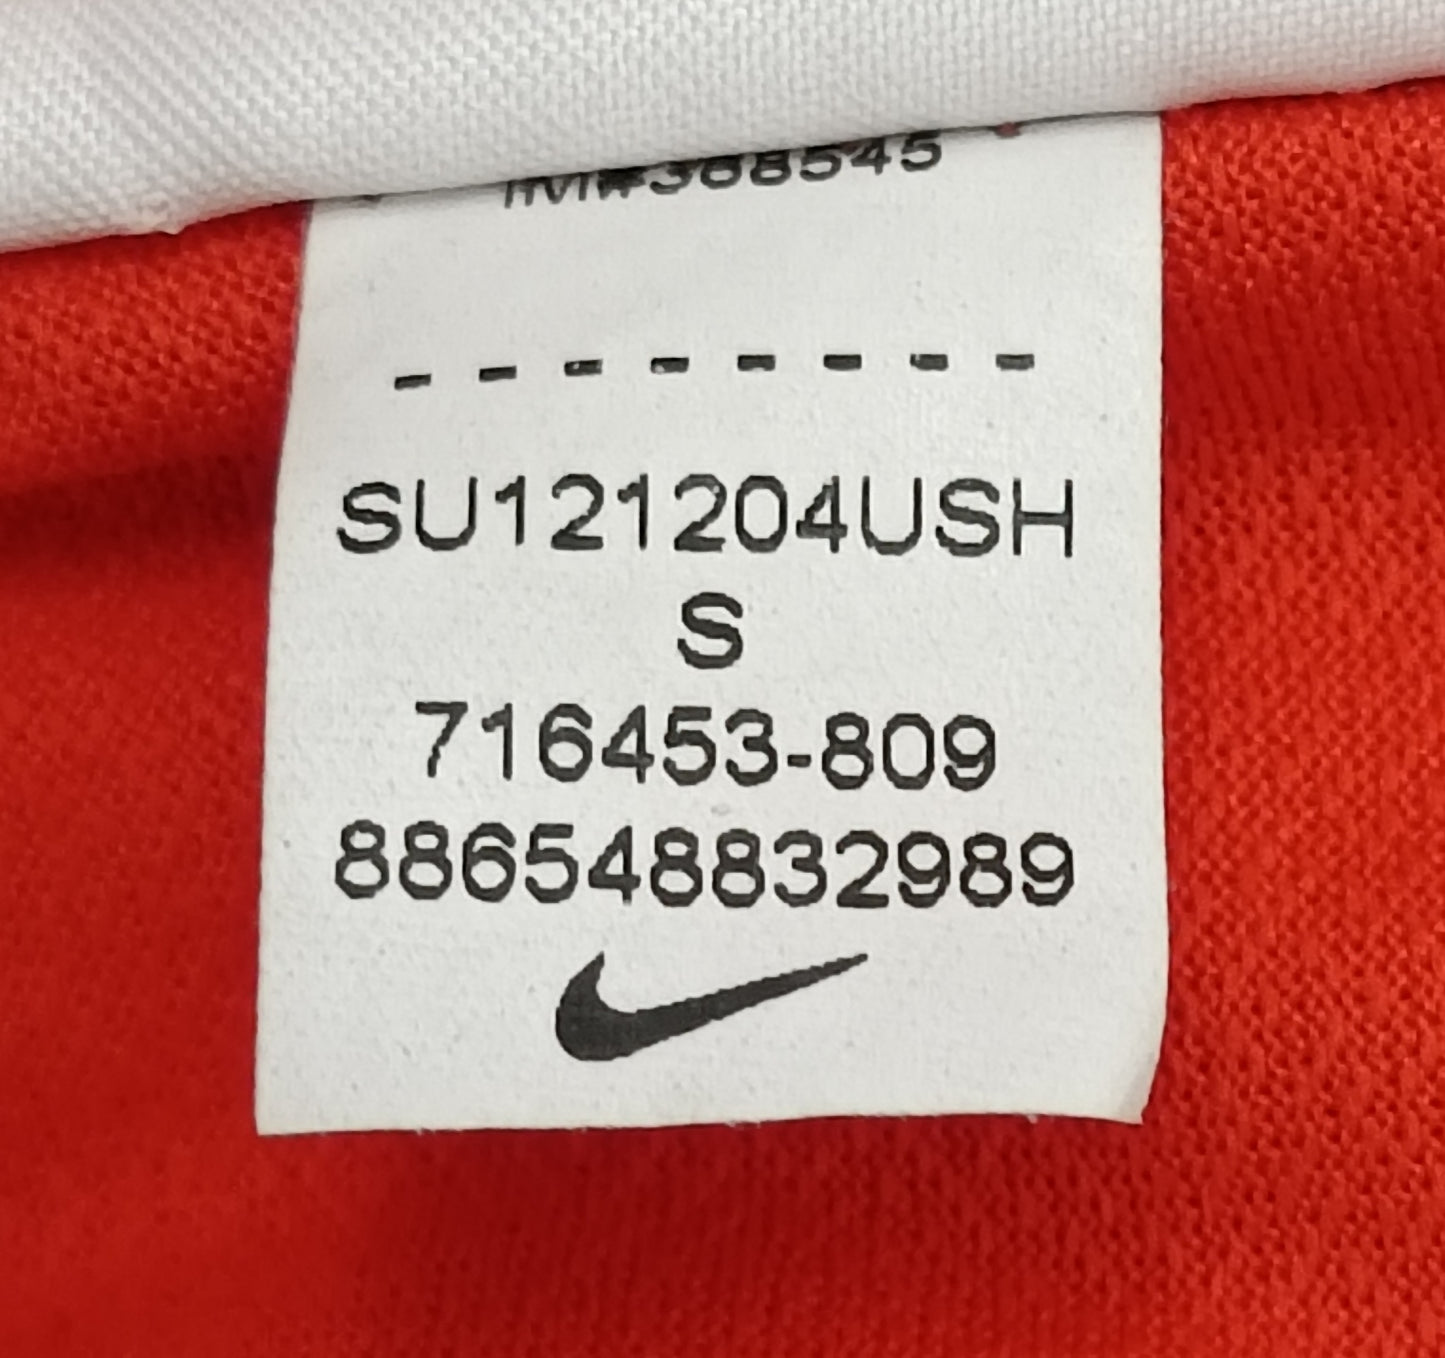 - - - - - - - -
SU121204USH
S
716453-809
886548832989